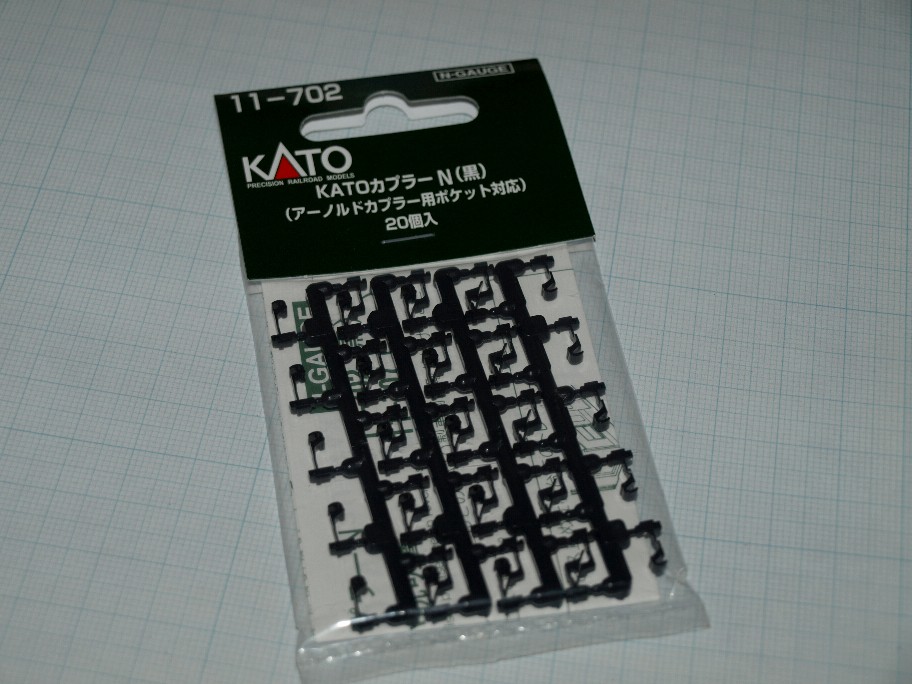 N-GAUGE
11-702
KATO
PRECISION RAILROAD MODELS
KATOカプラー N(黒)
(アーノルドカプラー用ポケット対応)
20個入
N-GAUGE